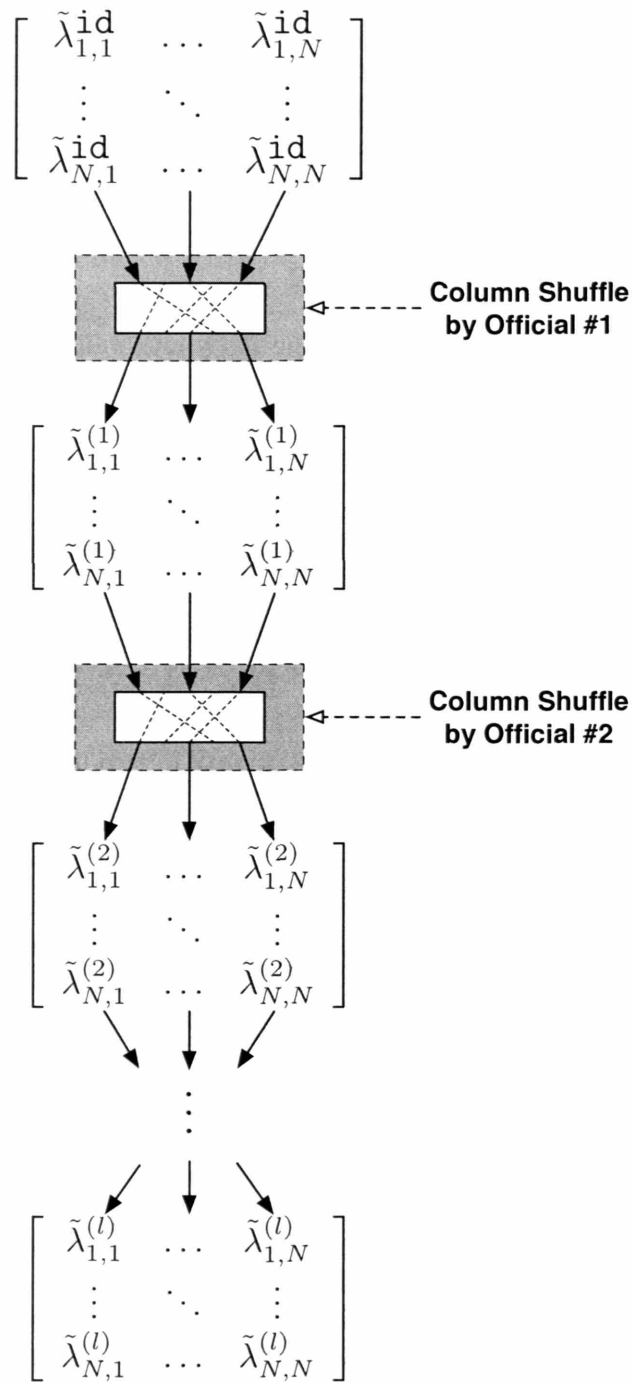 λ̃^id_{1,1} … λ̃^id_{1,N}
⋮ ⋱ ⋮
λ̃^id_{N,1} … λ̃^id_{N,N}
Column Shuffle
by Official #1
λ̃^(1)_{1,1} … λ̃^(1)_{1,N}
⋮ ⋱ ⋮
λ̃^(1)_{N,1} … λ̃^(1)_{N,N}
Column Shuffle
by Official #2
λ̃^(2)_{1,1} … λ̃^(2)_{1,N}
⋮ ⋱ ⋮
λ̃^(2)_{N,1} … λ̃^(2)_{N,N}
⋮
λ̃^(l)_{1,1} … λ̃^(l)_{1,N}
⋮ ⋱ ⋮
λ̃^(l)_{N,1} … λ̃^(l)_{N,N}